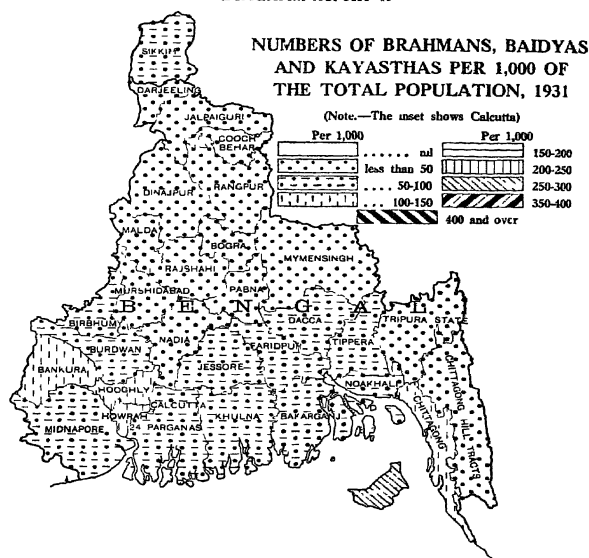 NUMBERS OF BRAHMANS, BAIDYAS
AND KAYASTHAS PER 1,000 OF
THE TOTAL POPULATION, 1931
(Note.—The inset shows Calcutta)
Per 1,000
Per 1,000
nil
150-200
less than 50
200-250
50-100
250-300
100-150
350-400
400 and over
SIKKIM
DARJEELING
JALPAIGURI
COOCH
BEHAR
DINAJPUR
RANGPUR
MALDA
BOGRA
MYMENSINGH
RAJSHAHI
MURSHIDABAD
PABNA
BENGAL
BIRBHUM
DACCA
TRIPURA STATE
BURDWAN
NADIA
FARIDPUR
TIPPERA
BANKURA
JESSORE
HOOGHLY
NOAKHALI
CHITTAGONG HILL TRACTS
CALCUTTA
HOWRAH
KHULNA
BAKARGANJ
CHITTAGONG
MIDNAPORE
24 PARGANAS